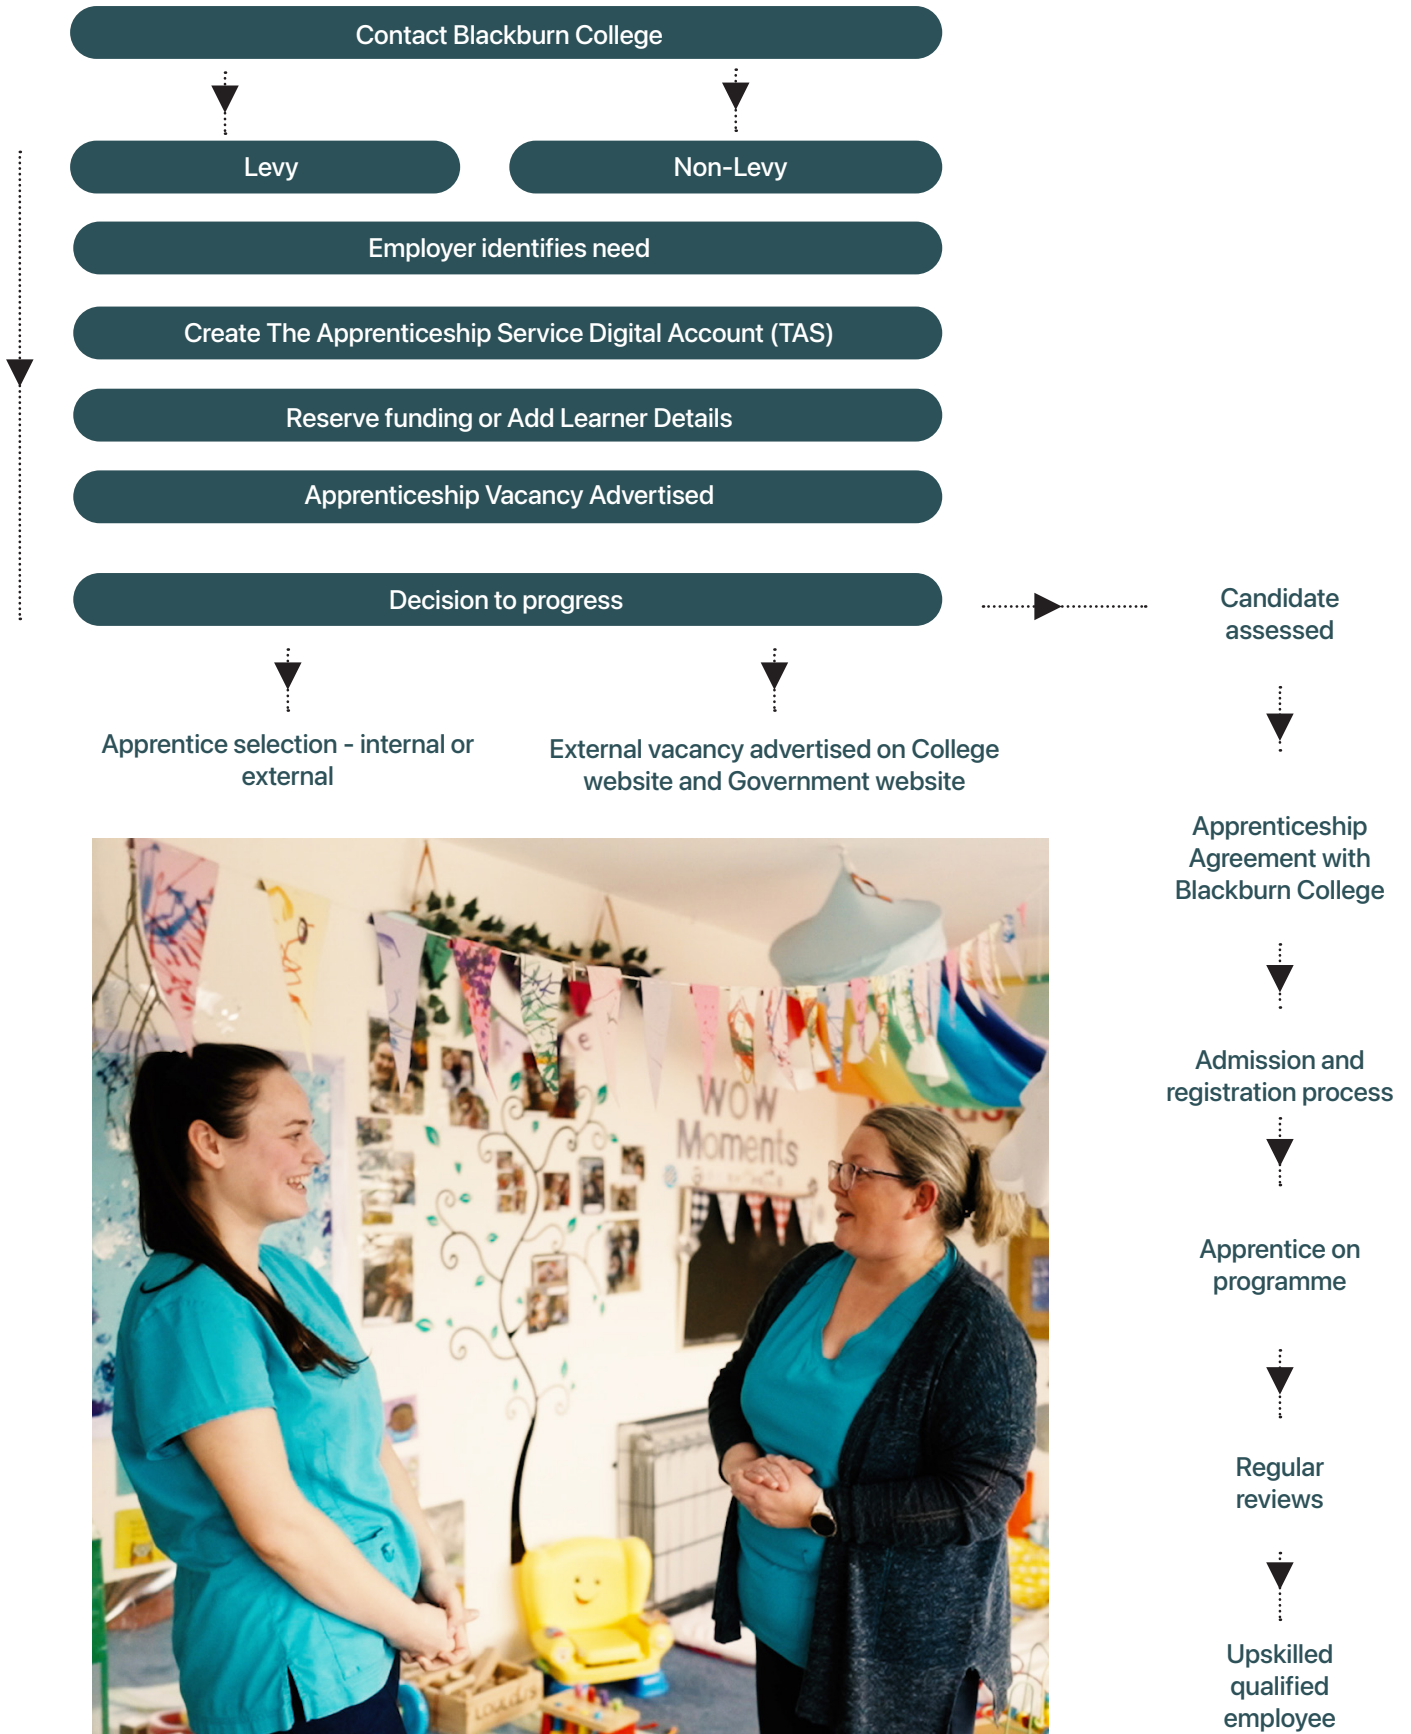 Contact Blackburn College
Levy
Non-Levy
Employer identifies need
Create The Apprenticeship Service Digital Account (TAS)
Reserve funding or Add Learner Details
Apprenticeship Vacancy Advertised
Decision to progress
Apprentice selection - internal or
external
External vacancy advertised on College
website and Government website
Candidate
assessed
Apprenticeship
Agreement with
Blackburn College
Admission and
registration process
Apprentice on
programme
Regular
reviews
Upskilled
qualified
employee
WOW
Moments